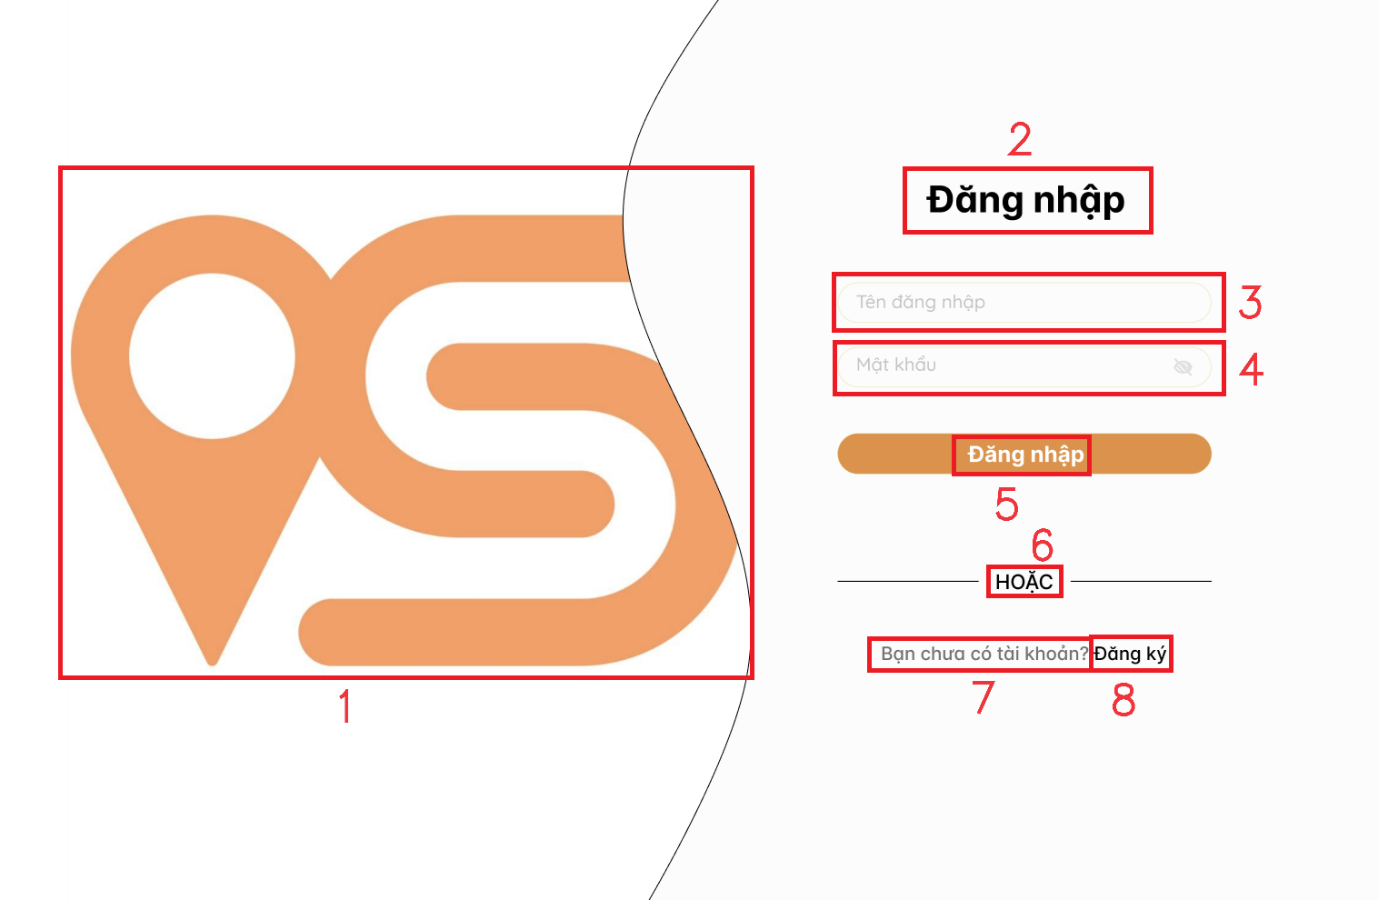 2
Đăng nhập
Tên đăng nhập
3
Mật khẩu
4
Đăng nhập
5
6
HOẶC
Bạn chưa có tài khoản? Đăng ký
1
7
8